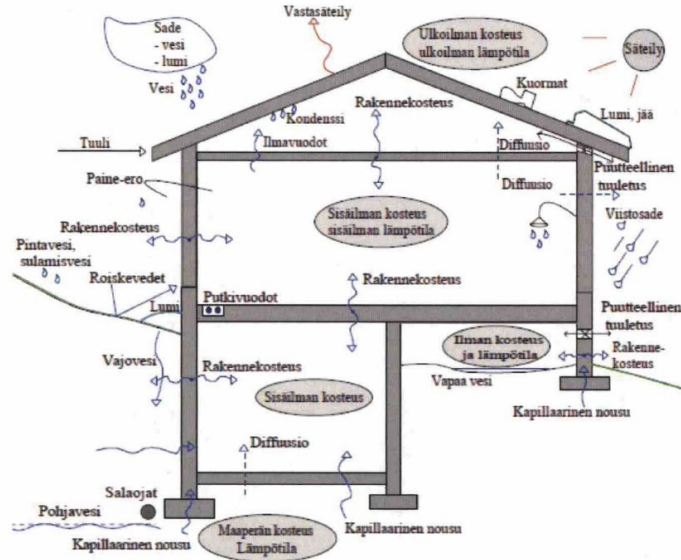 Vastasäteily
Sade
- vesi
- lumi
Vesi
Ulkoilman kosteus
ulkoilman lämpötila
Säteily
Kuormat
Lumi, jää
Rakennekosteus
Kondenssi
Tuuli
Ilmavuodot
Diffuusio
Puutteellinen
tuuletus
Paine-ero
Diffuusio
Sisäilman kosteus
sisäilman lämpötila
Viistosade
Rakennekosteus
Pintavesi,
sulamisvesi
Roiskevedet
Rakennekosteus
Lumi
Putkivuodot
Puutteellinen
tuuletus
Ilman kosteus
ja lämpötila
Rakenne-
kosteus
Vajovesi
Rakennekosteus
Vapaa vesi
Sisäilman kosteus
Kapillaarinen nousu
Diffuusio
Salaojat
Pohjavesi
Kapillaarinen nousu
Maaperän kosteus
Lämpötila
Kapillaarinen nousu